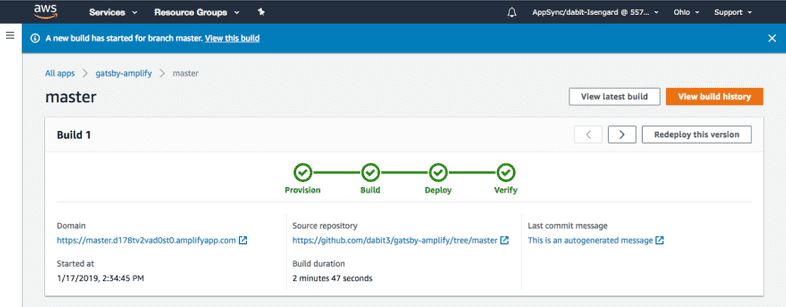 aws Services Resource Groups AppSync/dabit-Isengard @ 557... Ohio Support
A new build has started for branch master. View this build
All apps gatsby-amplify master
master
View latest build View build history
Build 1 Redeploy this version
Provision Build Deploy Verify
Domain Source repository Last commit message
https://master.d178tv2vad0st0.amplifyapp.com https://github.com/dabit3/gatsby-amplify/tree/master This is an autogenerated message
Started at Build duration
1/17/2019, 2:34:45 PM 2 minutes 47 seconds